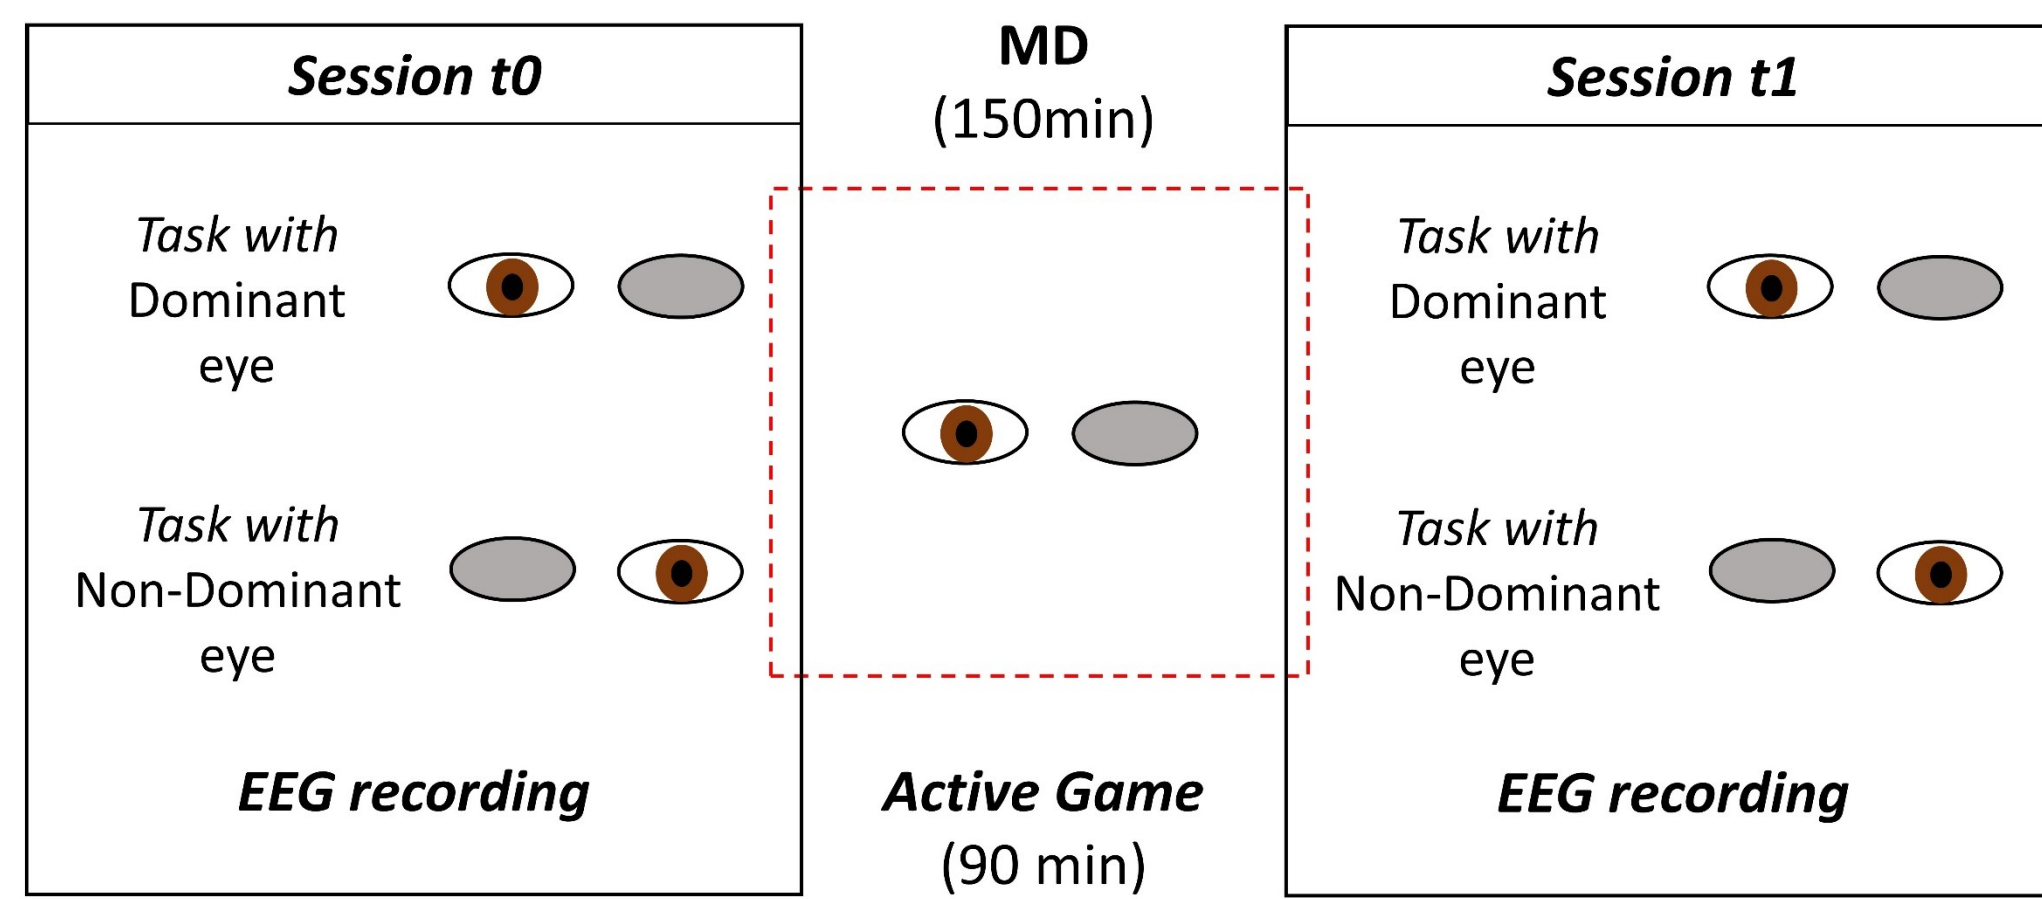 Session t0
Task with
Dominant
eye
Task with
Non-Dominant
eye
EEG recording
MD
(150min)
Active Game
(90 min)
Session t1
Task with
Dominant
eye
Task with
Non-Dominant
eye
EEG recording